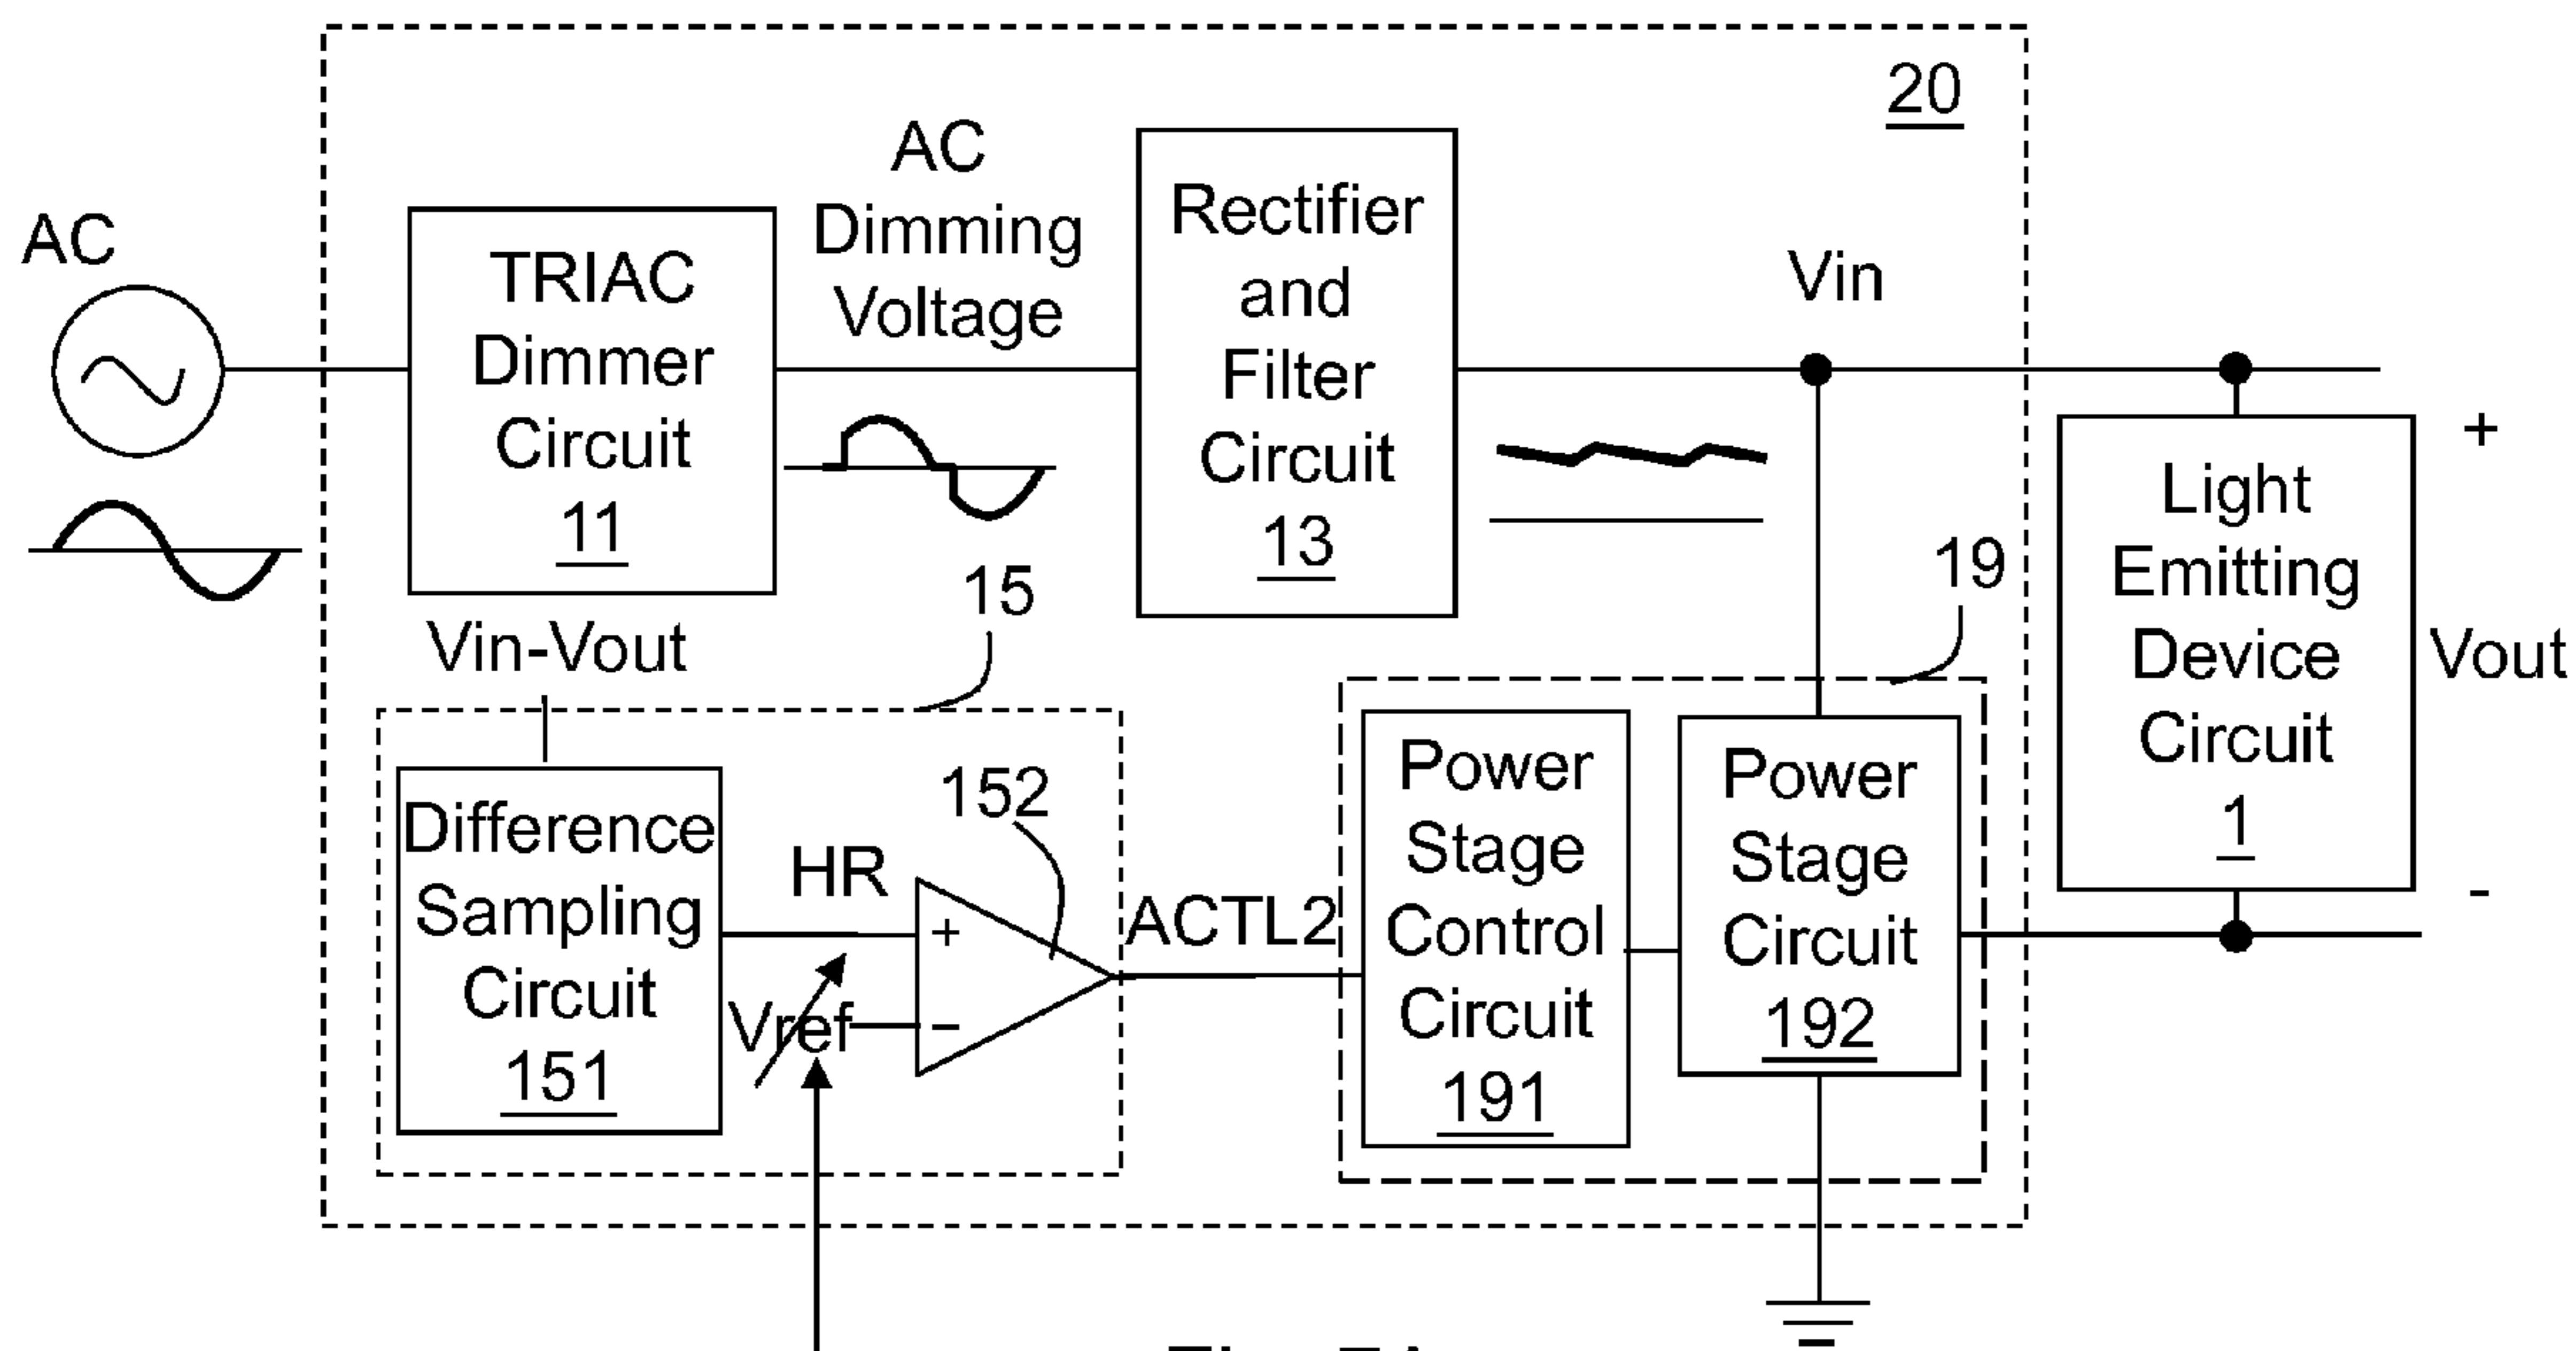 20
AC
TRIAC
Dimmer
Circuit
11
AC
Dimming
Voltage
Rectifier
and
Filter
Circuit
13
Vin
Light
Emitting
Device
Circuit
1
+
Vout
-
Vin-Vout
15
19
Difference
Sampling
Circuit
151
HR
Vref
152
+
−
ACTL2
Power
Stage
Control
Circuit
191
Power
Stage
Circuit
192